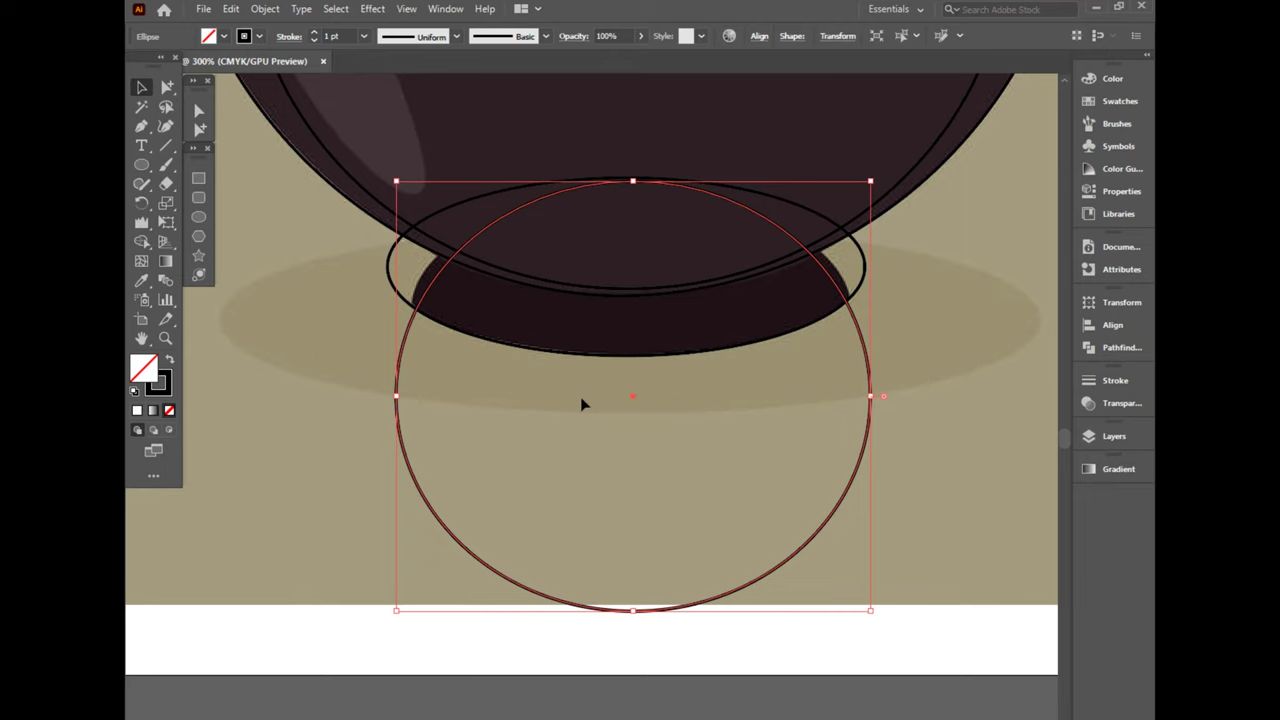 Ai File Edit Object Type Select Effect View Window Help Essentials Search Adobe Stock
Ellipse Stroke: 1 pt Uniform Basic Opacity: 100% Style: Align Shape: Transform
@ 300% (CMYK/GPU Preview)
Color
Swatches
Brushes
Symbols
Color Gu...
Properties
Libraries
Docume...
Attributes
Transform
Align
Pathfind...
Stroke
Transpar...
Layers
Gradient